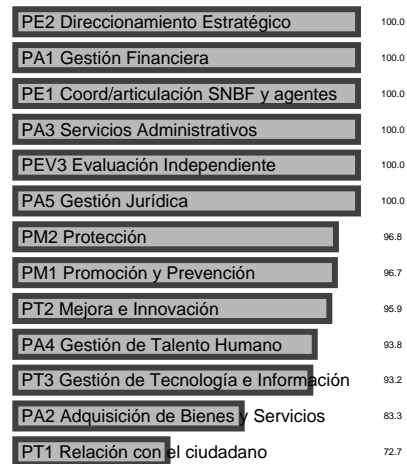 PE2 Direccionamiento Estratégico 100.0
PA1 Gestión Financiera 100.0
PE1 Coord/articulación SNBF y agentes 100.0
PA3 Servicios Administrativos 100.0
PEV3 Evaluación Independiente 100.0
PA5 Gestión Jurídica 100.0
PM2 Protección 96.8
PM1 Promoción y Prevención 96.7
PT2 Mejora e Innovación 95.9
PA4 Gestión de Talento Humano 93.8
PT3 Gestión de Tecnología e Información 93.2
PA2 Adquisición de Bienes y Servicios 83.3
PT1 Relación con el ciudadano 72.7